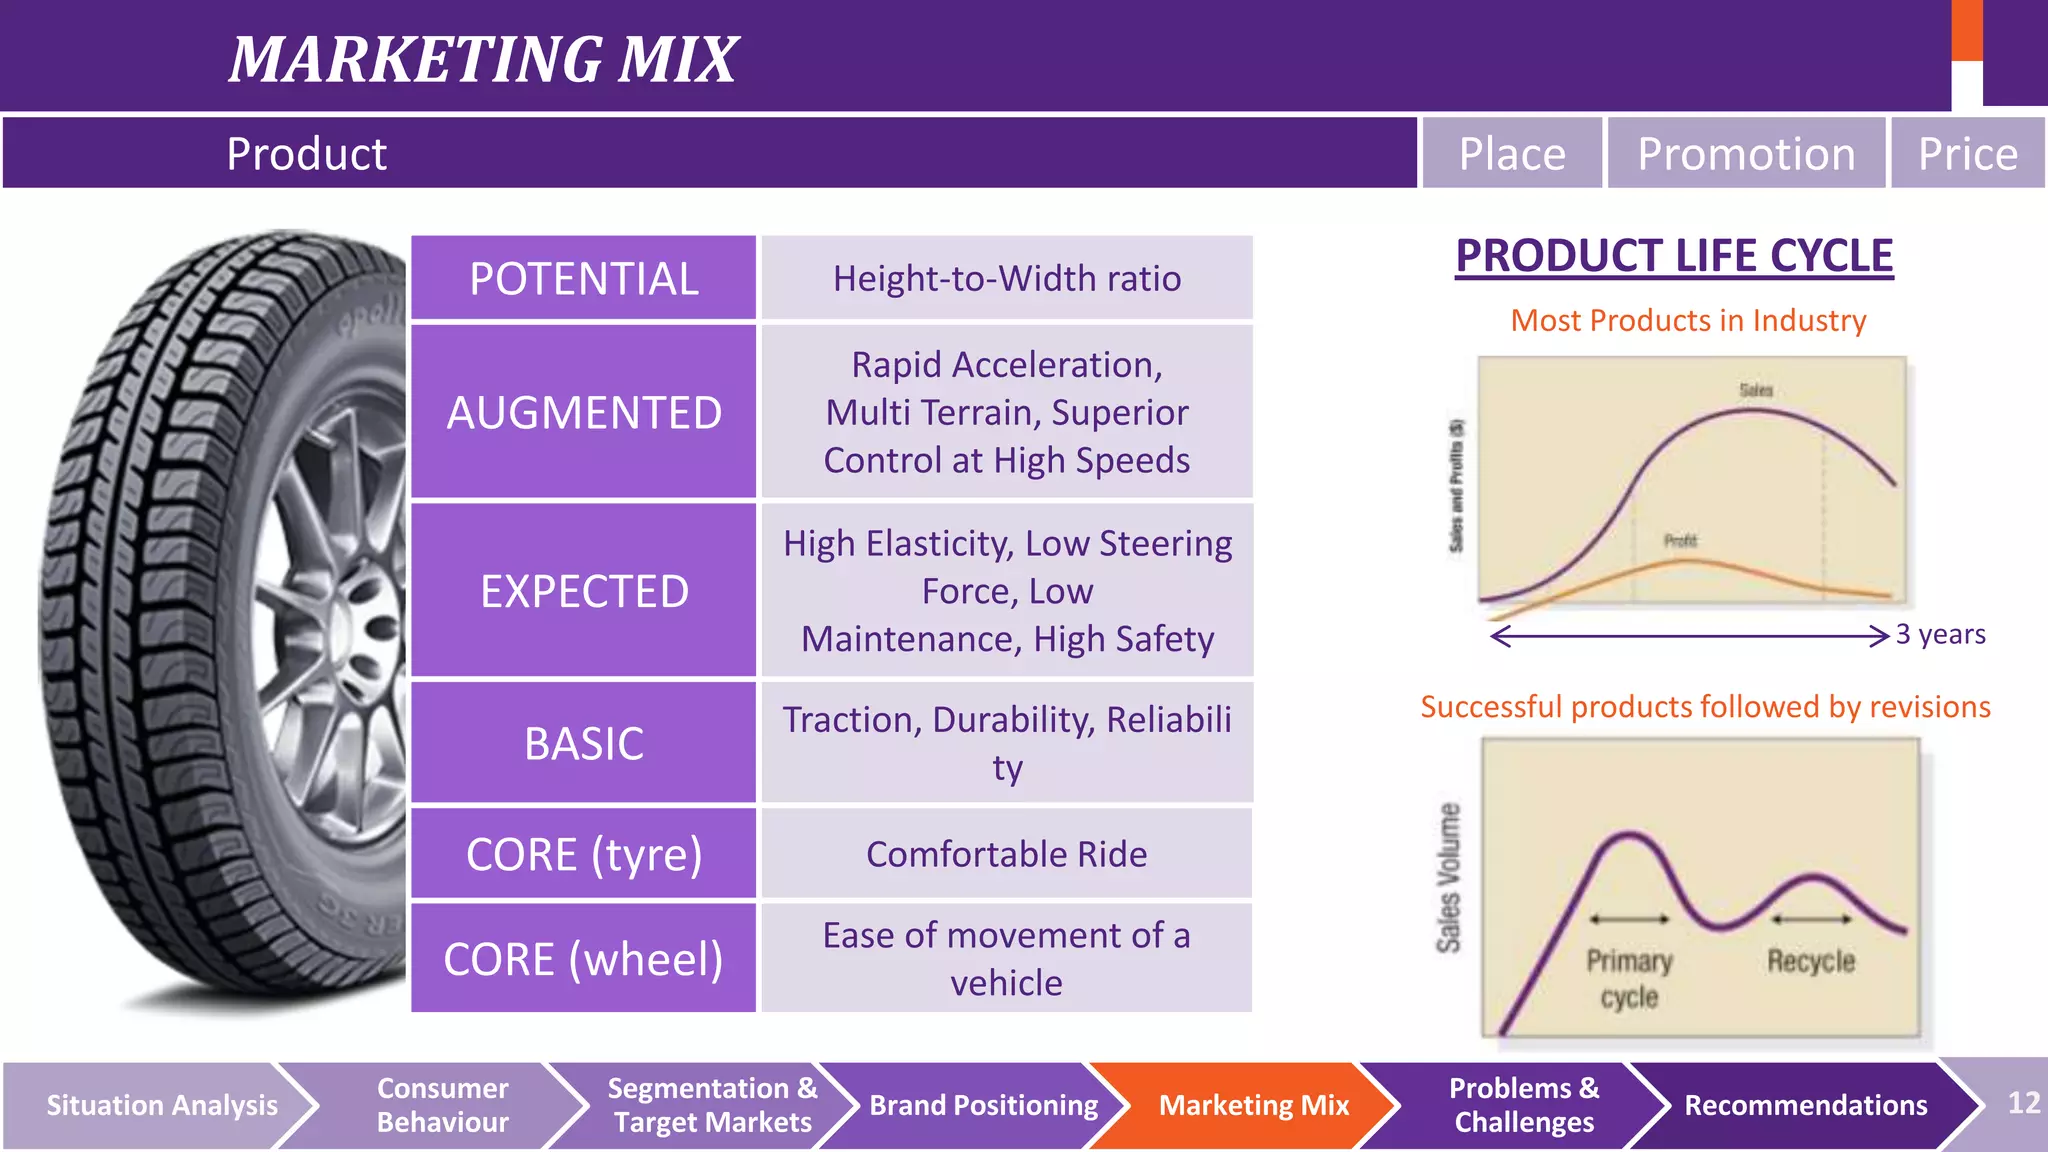 MARKETING MIX
Product
Place
Promotion
Price
apollo
POTENTIAL
Height-to-Width ratio
AUGMENTED
Rapid Acceleration,
Multi Terrain, Superior
Control at High Speeds
EXPECTED
High Elasticity, Low Steering
Force, Low
Maintenance, High Safety
BASIC
Traction, Durability, Reliabili
ty
CORE (tyre)
Comfortable Ride
CORE (wheel)
Ease of movement of a
vehicle
PRODUCT LIFE CYCLE
Most Products in Industry
Sales and Profits ($)
Sales
Profit
3 years
Successful products followed by revisions
Sales Volume
Primary
cycle
Recycle
Situation Analysis
Consumer
Behaviour
Segmentation &
Target Markets
Brand Positioning
Marketing Mix
Problems &
Challenges
Recommendations
12